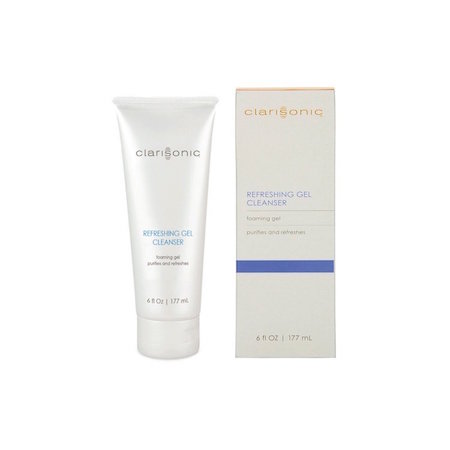 clarisonic
REFRESHING GEL
CLEANSER
foaming gel
purifies and refreshes
6 fl Oz | 177 mL
clarisonic
REFRESHING GEL
CLEANSER
foaming gel
purifies and refreshes
6 fl OZ | 177 mL